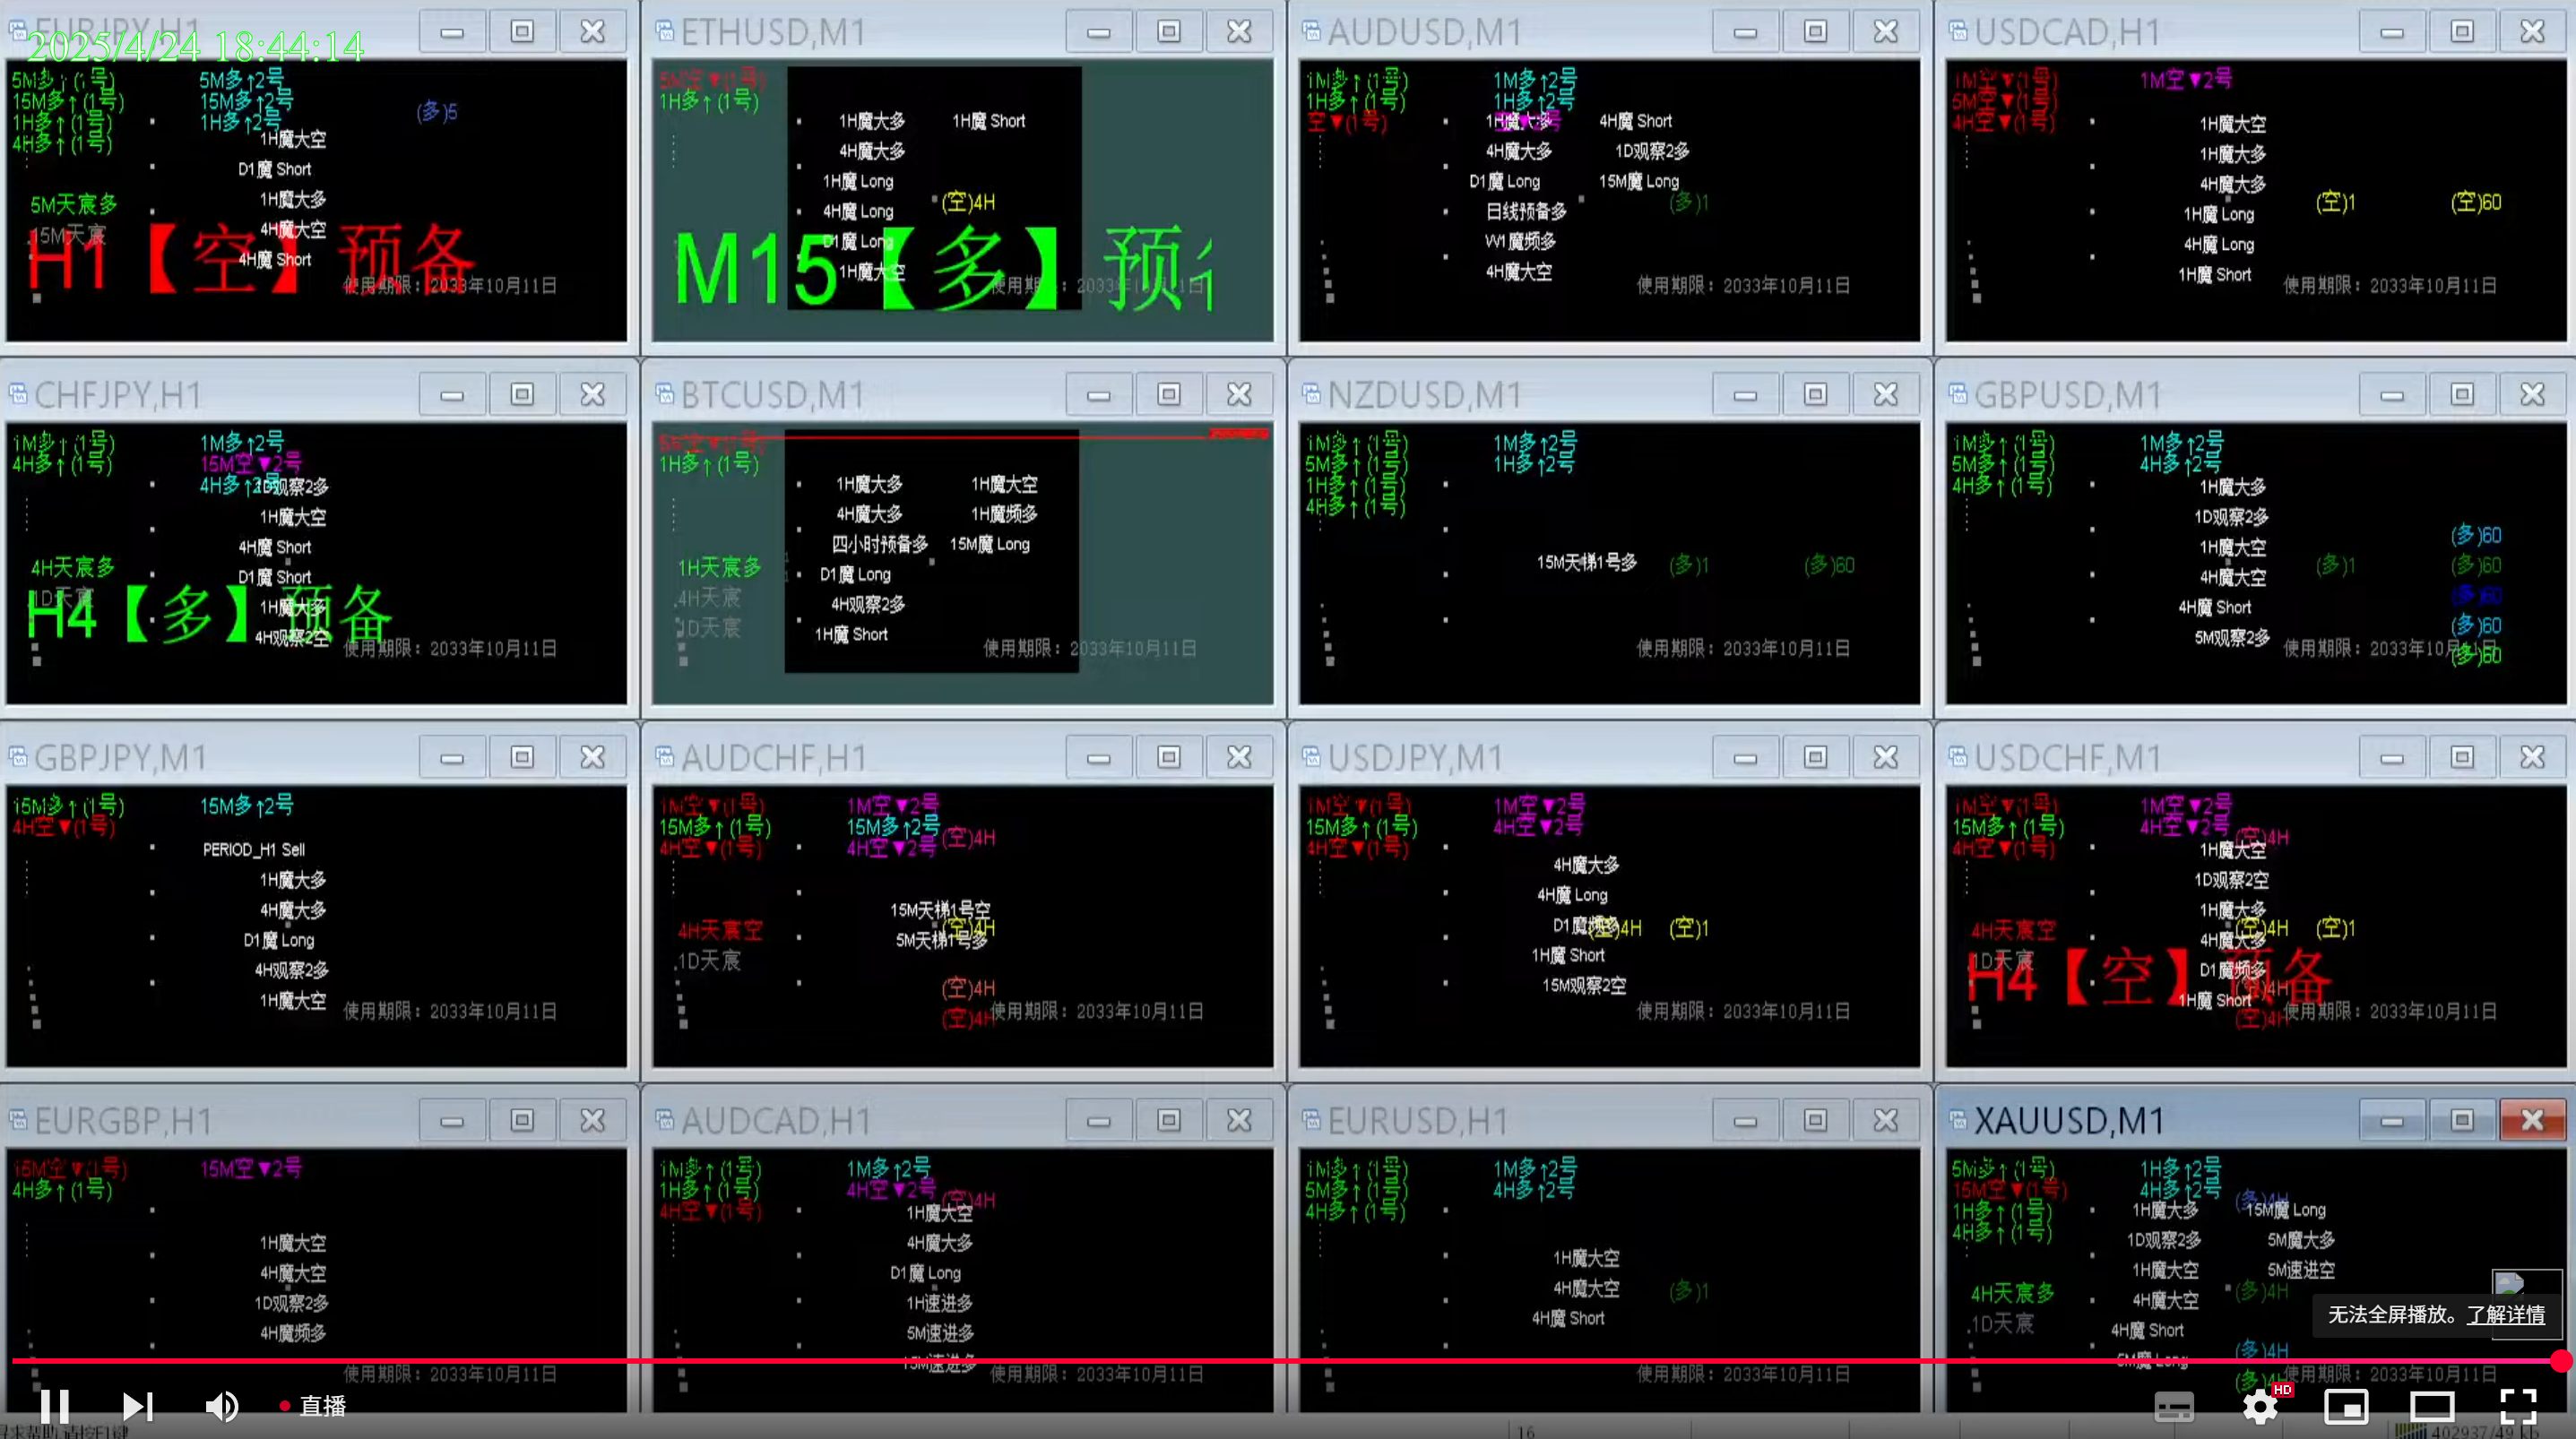 EURJPY,H1
2025/4/24 18:44:14
5M多↑(1号) 5M多↑2号
15M多↑(1号) 15M多↑2号
(多)5
1H多↑(1号) 1H多↑2号
4H多↑(1号) 1H魔大空
D1魔 Short
5M天宸多 1H魔大多
15M天宸 4H魔大空
H1【空】预备
4H魔 Short
使用期限：2033年10月11日
ETHUSD,M1
5M空▼(1号)
1H多↑(1号)
1H魔大多 1H魔 Short
4H魔大多
1H魔 Long
4H魔 Long (空)4H
D1魔 Long
M15【多】预
1H魔大空
AUDUSD,M1
1M多↑(1号) 1M多↑2号
1H多↑(1号) 1H多↑2号
空▼(1号) 1H魔大多 4H魔 Short
4H魔大多 1D观察2多
D1魔 Long 15M魔 Long
日线预备多 (多)1
W1魔频多
4H魔大空
使用期限：2033年10月11日
USDCAD,H1
1M空▼(1号) 1M空▼2号
5M空▼(1号)
4H空▼(1号) 1H魔大空
1H魔大多
4H魔大多
1H魔 Long (空)1 (空)60
4H魔 Long
1H魔 Short
使用期限：2033年10月11日
CHFJPY,H1
1M多↑(1号) 1M多↑2号
4H多↑(1号) 15M空▼2号
4H多↑2号 1D观察2多
1H魔大空
4H魔 Short
4H天宸多 D1魔 Short
1D天宸 1H魔大多
H4【多】预备
4H观察2空
使用期限：2033年10月11日
BTCUSD,M1
5M空▼(1号)
1H多↑(1号)
1H魔大多 1H魔大空
4H魔大多 1H魔频多
四小时预备多 15M魔 Long
1H天宸多 D1魔 Long
4H天宸 4H观察2多
1D天宸 1H魔 Short
使用期限：2033年10月11日
NZDUSD,M1
1M多↑(1号) 1M多↑2号
5M多↑(1号) 1H多↑2号
1H多↑(1号)
4H多↑(1号)
15M天梯1号多 (多)1 (多)60
使用期限：2033年10月11日
GBPUSD,M1
1M多↑(1号) 1M多↑2号
5M多↑(1号) 4H多↑2号
4H多↑(1号) 1H魔大多
1D观察2多
1H魔大空 (多)60
4H魔大空 (多)1 (多)60
4H魔 Short (多)60
5M观察2多 (多)60
使用期限：2033年10月11日
(多)60
GBPJPY,M1
15M多↑(1号) 15M多↑2号
4H空▼(1号)
PERIOD_H1 Sell
1H魔大多
4H魔大多
D1魔 Long
4H观察2多
1H魔大空
使用期限：2033年10月11日
AUDCHF,H1
1M空▼(1号) 1M空▼2号
15M多↑(1号) 15M多↑2号 (空)4H
4H空▼(1号) 4H空▼2号
15M天梯1号空
4H天宸空 (空)4H
5M天梯1号多
1D天宸
(空)4H
(空)4H
使用期限：2033年10月11日
USDJPY,M1
1M空▼(1号) 1M空▼2号
15M多↑(1号) 4H空▼2号
4H空▼(1号) 4H魔大多
4H魔 Long
D1魔频多 (空)4H (空)1
1H魔 Short
15M观察2空
使用期限：2033年10月11日
USDCHF,M1
1M空▼(1号) 1M空▼2号
15M多↑(1号) 4H空▼2号 (空)4H
4H空▼(1号) 1H魔大空
1D观察2空
1H魔大多
4H天宸空 4H魔大多 (空)4H (空)1
1D天宸 D1魔频多
H4【空】预备
1H魔 Short (空)4H
(空)4H
使用期限：2033年10月11日
EURGBP,H1
15M空▼(1号) 15M空▼2号
4H多↑(1号)
1H魔大空
4H魔大空
1D观察2多
4H魔频多
使用期限：2033年10月11日
AUDCAD,H1
1M多↑(1号) 1M多↑2号
1H多↑(1号) 4H空▼2号 (空)4H
4H空▼(1号) 1H魔大空
4H魔大多
D1魔 Long
1H速进多
5M速进多
15M速进多
使用期限：2033年10月11日
EURUSD,H1
1M多↑(1号) 1M多↑2号
5M多↑(1号) 4H多↑2号
4H多↑(1号)
1H魔大空
4H魔大空 (多)1
4H魔 Short
使用期限：2033年10月11日
XAUUSD,M1
5M多↑(1号) 1H多↑2号
15M空▼(1号) 4H多↑2号 (多)4H
1H多↑(1号) 1H魔大多 15M魔 Long
4H多↑(1号) 1D观察2多 5M魔大多
1H魔大空 5M速进空
4H天宸多 4H魔大空 (多)4H
1D天宸 4H魔 Short
5M魔 Long (多)4H
使用期限：2033年10月11日
无法全屏播放。了解详情
直播
HD
16
402937/49 kb